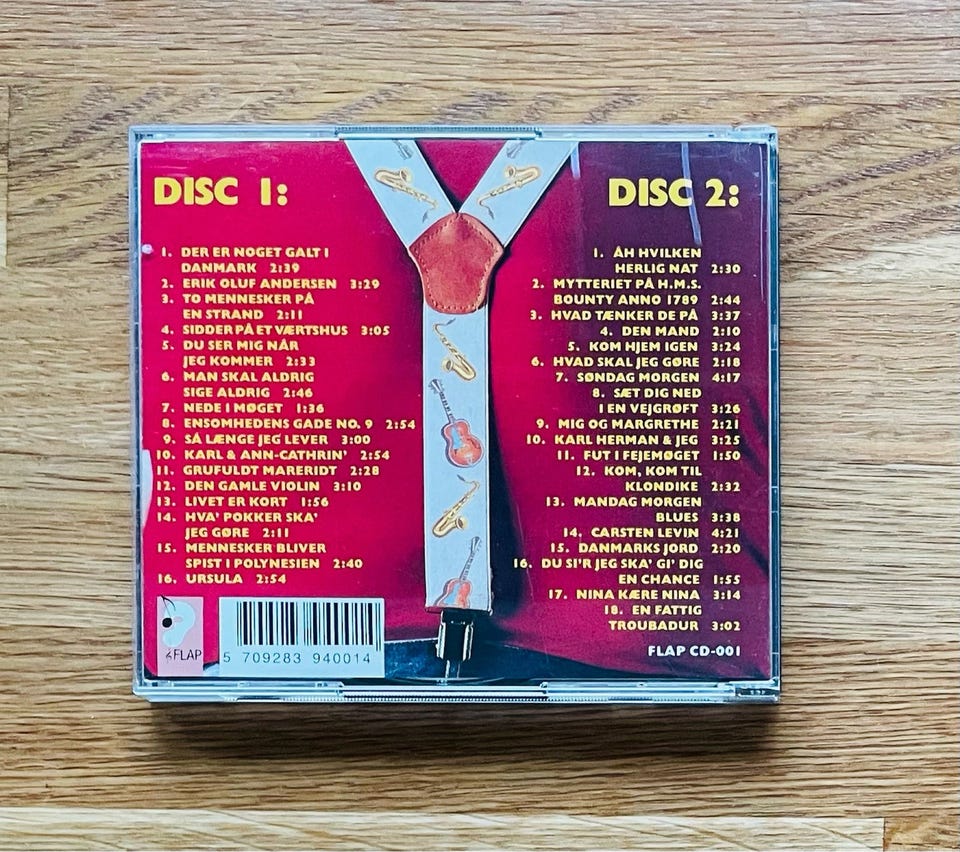 DISC 1:
1. DER ER NOGET GALT I
DANMARK 2:39
2. ERIK OLUF ANDERSEN 3:29
3. TO MENNESKER PÅ
EN STRAND 2:11
4. SIDDER PÅ ET VÆRTSHUS 3:05
5. DU SER MIG NÅR
JEG KOMMER 2:33
6. MAN SKAL ALDRIG
SIGE ALDRIG 2:46
7. NEDE I MØGET 1:36
8. ENSOMHEDENS GADE NO. 9 2:54
9. SÅ LÆNGE JEG LEVER 3:00
10. KARL & ANN-CATHRIN' 2:54
11. GRUFULDT MARERIDT 2:28
12. DEN GAMLE VIOLIN 3:10
13. LIVET ER KORT 1:56
14. HVA' POKKER SKA'
JEG GØRE 2:11
15. MENNESKER BLIVER
SPIST I POLYNESIEN 2:40
16. URSULA 2:54
FLAP
5 709283 940014
DISC 2:
1. ÅH HVILKEN
HERLIG NAT 2:30
2. MYTTERIET PÅ H.M.S.
BOUNTY ANNO 1789 2:44
3. HVAD TÆNKER DE PÅ 3:37
4. DEN MAND 2:10
5. KOM HJEM IGEN 3:24
6. HVAD SKAL JEG GØRE 2:18
7. SØNDAG MORGEN 4:17
8. SÆT DIG NED
I EN VEJGRØFT 3:26
9. MIG OG MARGRETHE 2:21
10. KARL HERMAN & JEG 3:25
11. FUT I FEJEMØGET 1:50
12. KOM, KOM TIL
KLONDIKE 2:32
13. MANDAG MORGEN
BLUES 3:38
14. CARSTEN LEVIN 4:21
15. DANMARKS JORD 2:20
16. DU SI'R JEG SKA' GI' DIG
EN CHANCE 1:55
17. NINA KÆRE NINA 3:14
18. EN FATTIG
TROUBADUR 3:02
FLAP CD-001